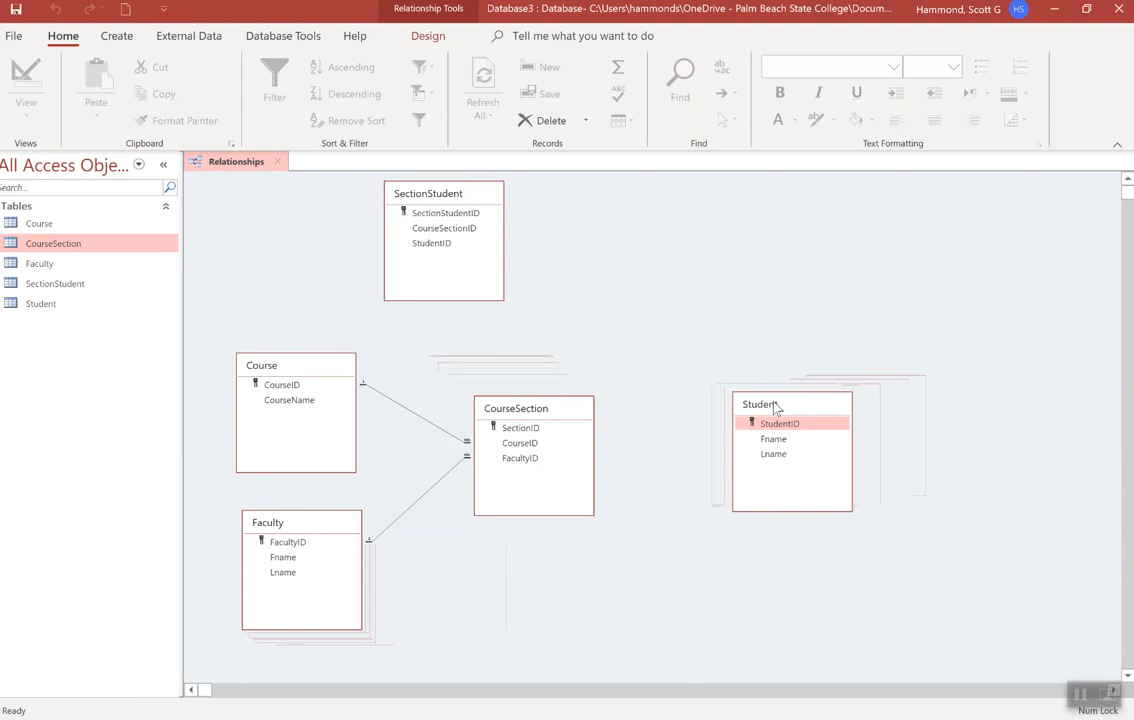 Relationship Tools
Database3 : Database- C:\Users\hammonds\OneDrive - Palm Beach State College\Docum...
Hammond, Scott G
HS
File
Home
Create
External Data
Database Tools
Help
Design
Tell me what you want to do
View
Paste
Cut
Copy
Format Painter
Filter
Ascending
Descending
Remove Sort
Refresh
All
New
Save
Delete
Find
B
I
U
Views
Clipboard
Sort & Filter
Records
Find
Text Formatting
All Access Obje...
Search...
Tables
Course
CourseSection
Faculty
SectionStudent
Student
Relationships
SectionStudent
SectionStudentID
CourseSectionID
StudentID
Course
CourseID
CourseName
CourseSection
SectionID
CourseID
FacultyID
Student
StudentID
Fname
Lname
Faculty
FacultyID
Fname
Lname
Ready
Num Lock